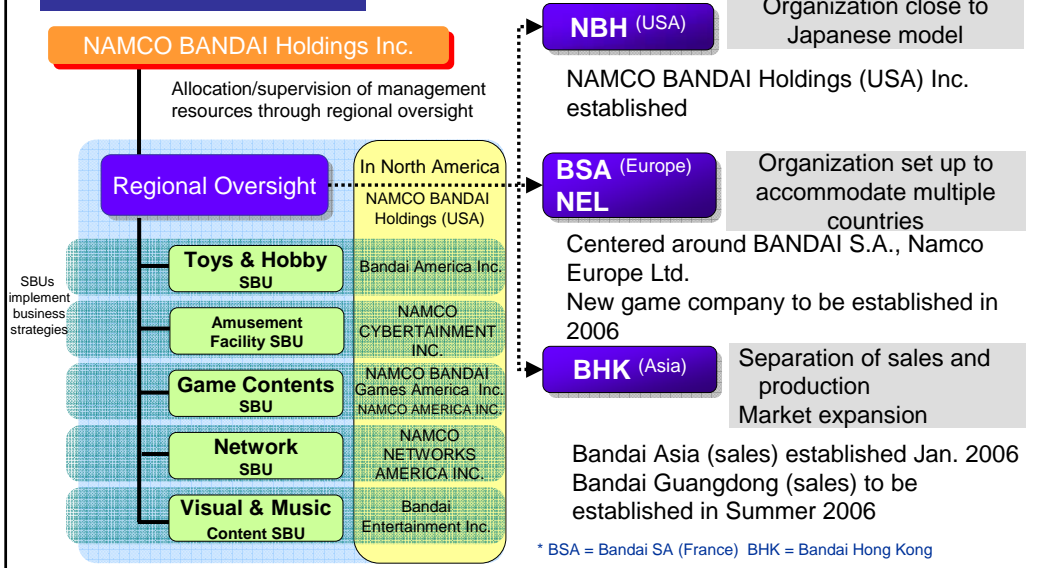 NAMCO BANDAI Holdings Inc.
Allocation/supervision of management
resources through regional oversight
Regional Oversight
In North America
NAMCO BANDAI
Holdings (USA)
SBUs
implement
business
strategies
Toys & Hobby
SBU
Bandai America Inc.
Amusement
Facility SBU
NAMCO
CYBERTAINMENT
INC.
Game Contents
SBU
NAMCO BANDAI
Games America Inc.
NAMCO AMERICA INC.
Network
SBU
NAMCO
NETWORKS
AMERICA INC.
Visual & Music
Content SBU
Bandai
Entertainment Inc.
NBH (USA)
Organization close to
Japanese model
NAMCO BANDAI Holdings (USA) Inc.
established
BSA (Europe)
NEL
Organization set up to
accommodate multiple
countries
Centered around BANDAI S.A., Namco
Europe Ltd.
New game company to be established in
2006
BHK (Asia)
Separation of sales and
production
Market expansion
Bandai Asia (sales) established Jan. 2006
Bandai Guangdong (sales) to be
established in Summer 2006
* BSA = Bandai SA (France) BHK = Bandai Hong Kong